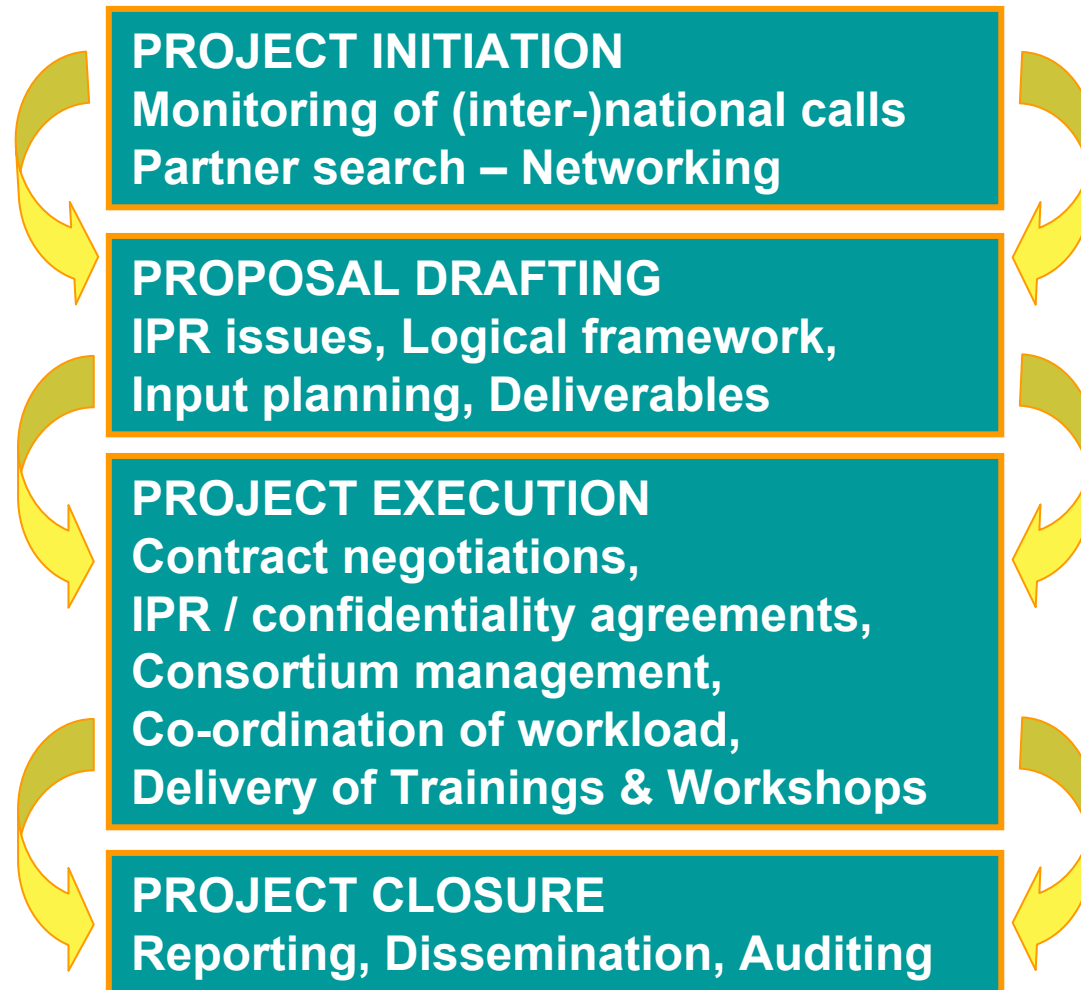 PROJECT INITIATION
Monitoring of (inter-)national calls
Partner search – Networking
PROPOSAL DRAFTING
IPR issues, Logical framework,
Input planning, Deliverables
PROJECT EXECUTION
Contract negotiations,
IPR / confidentiality agreements,
Consortium management,
Co-ordination of workload,
Delivery of Trainings & Workshops
PROJECT CLOSURE
Reporting, Dissemination, Auditing